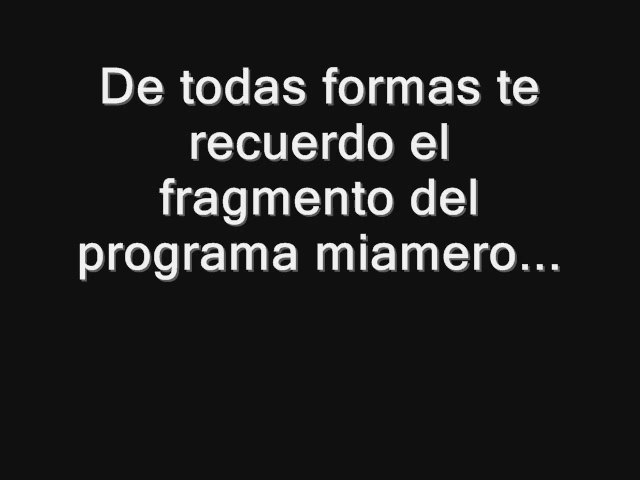 De todas formas te
recuerdo el
fragmento del
programa miamero...